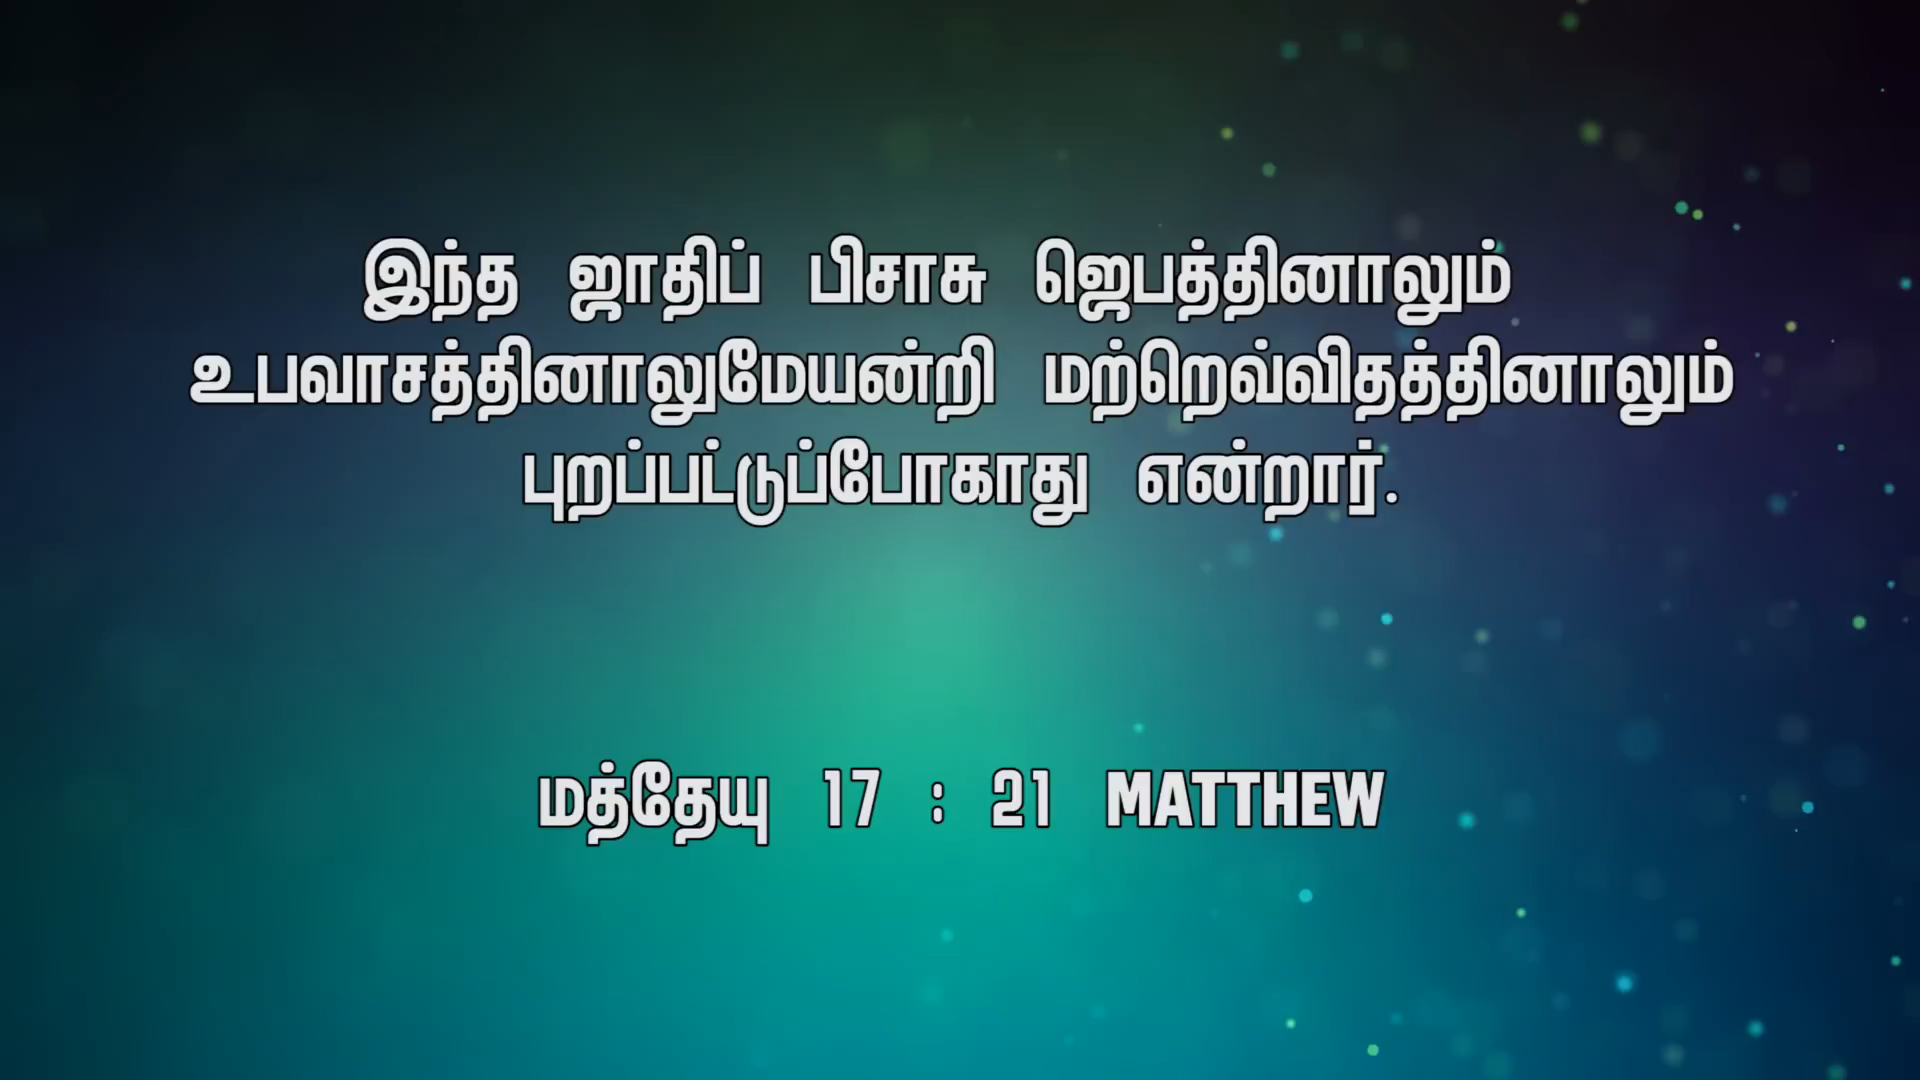 இந்த ஜாதிப் பிசாசு ஜெபத்தினாலும்
உபவாசத்தினாலுமேயன்றி மற்றெவ்விதத்தினாலும்
புறப்பட்டுப்போகாது என்றார்.
மத்தேயு 17 : 21 MATTHEW